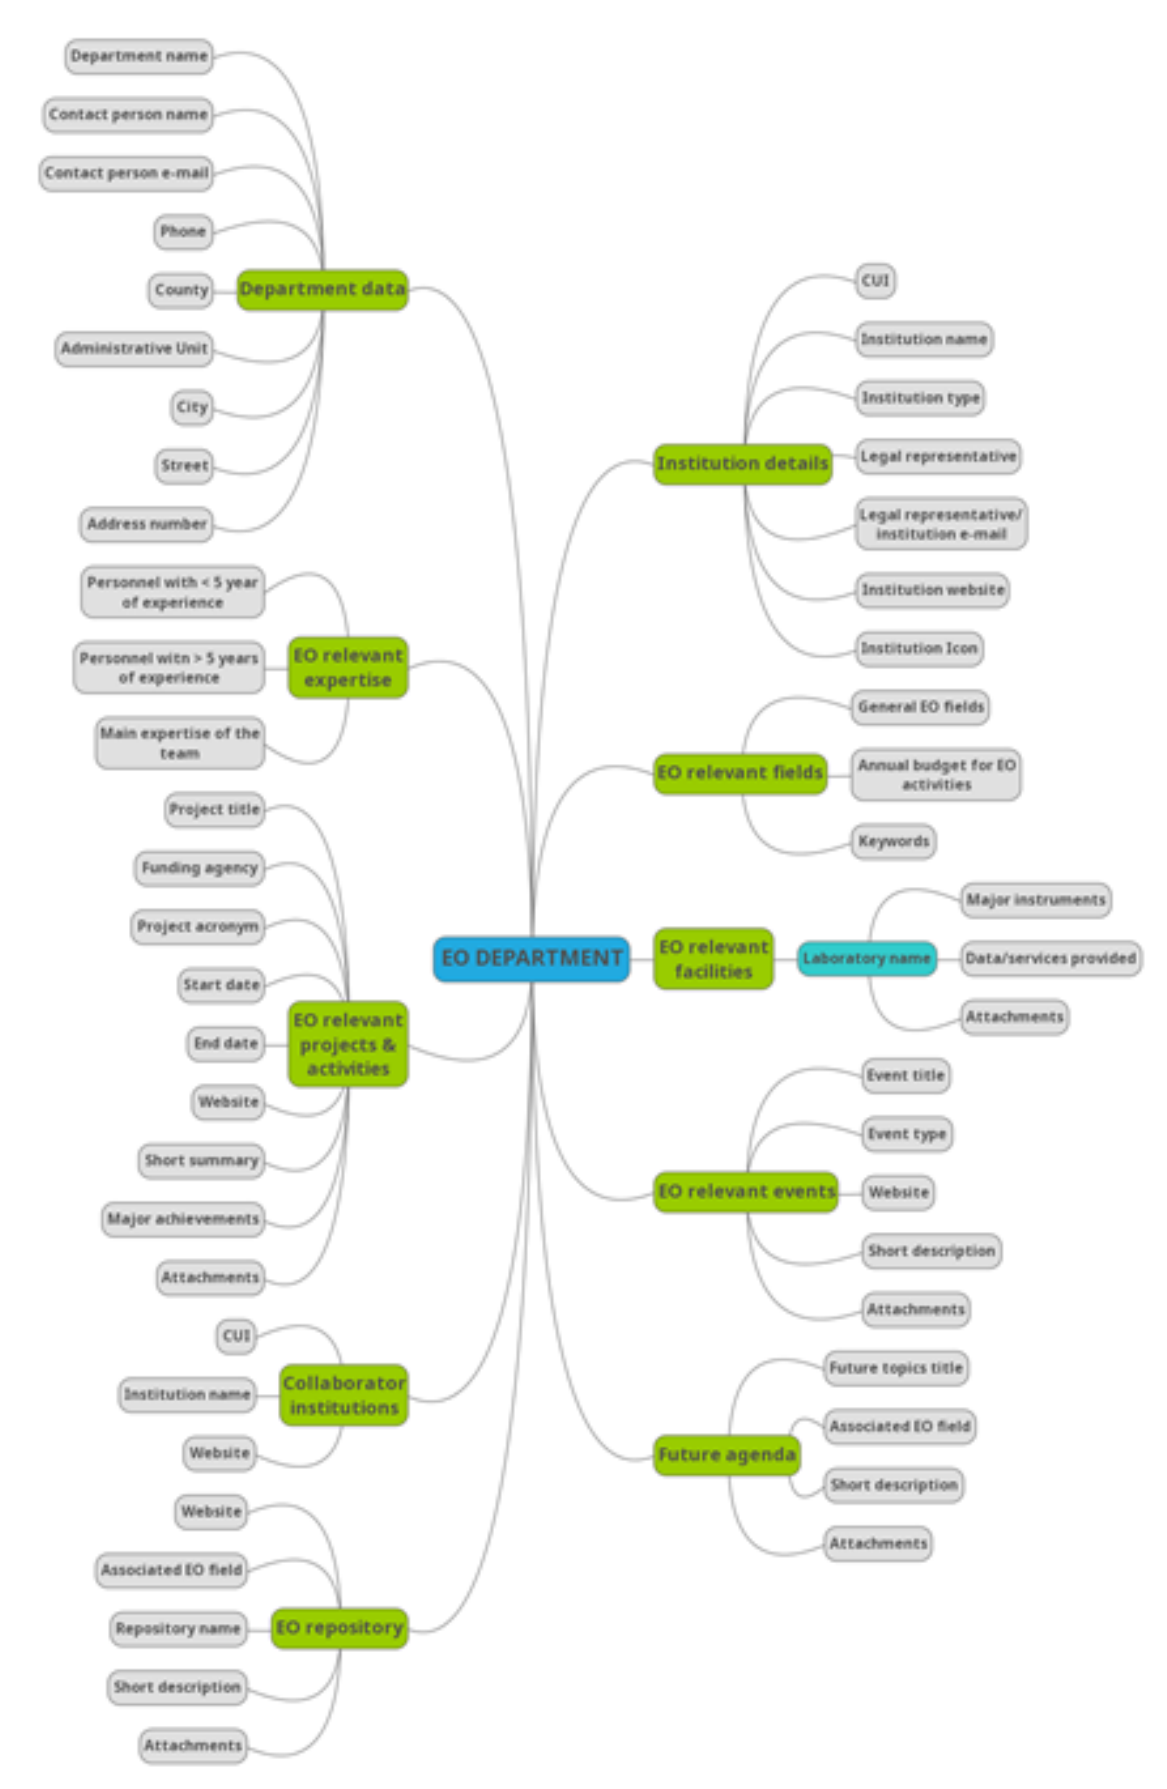 Department name
Contact person name
Contact person e-mail
Phone
County
Administrative Unit
City
Street
Address number
Department data
Personnel with < 5 year
of experience
Personnel witn > 5 years
of experience
Main expertise of the
team
EO relevant
expertise
Project title
Funding agency
Project acronym
Start date
End date
Website
Short summary
Major achievements
Attachments
EO relevant
projects &
activities
CUI
Institution name
Website
Collaborator
institutions
Website
Associated EO field
Repository name
Short description
Attachments
EO repository
EO DEPARTMENT
Institution details
CUI
Institution name
Institution type
Legal representative
Legal representative/
institution e-mail
Institution website
Institution Icon
EO relevant fields
General EO fields
Annual budget for EO
activities
Keywords
EO relevant
facilities
Laboratory name
Major instruments
Data/services provided
Attachments
EO relevant events
Event title
Event type
Website
Short description
Attachments
Future agenda
Future topics title
Associated EO field
Short description
Attachments